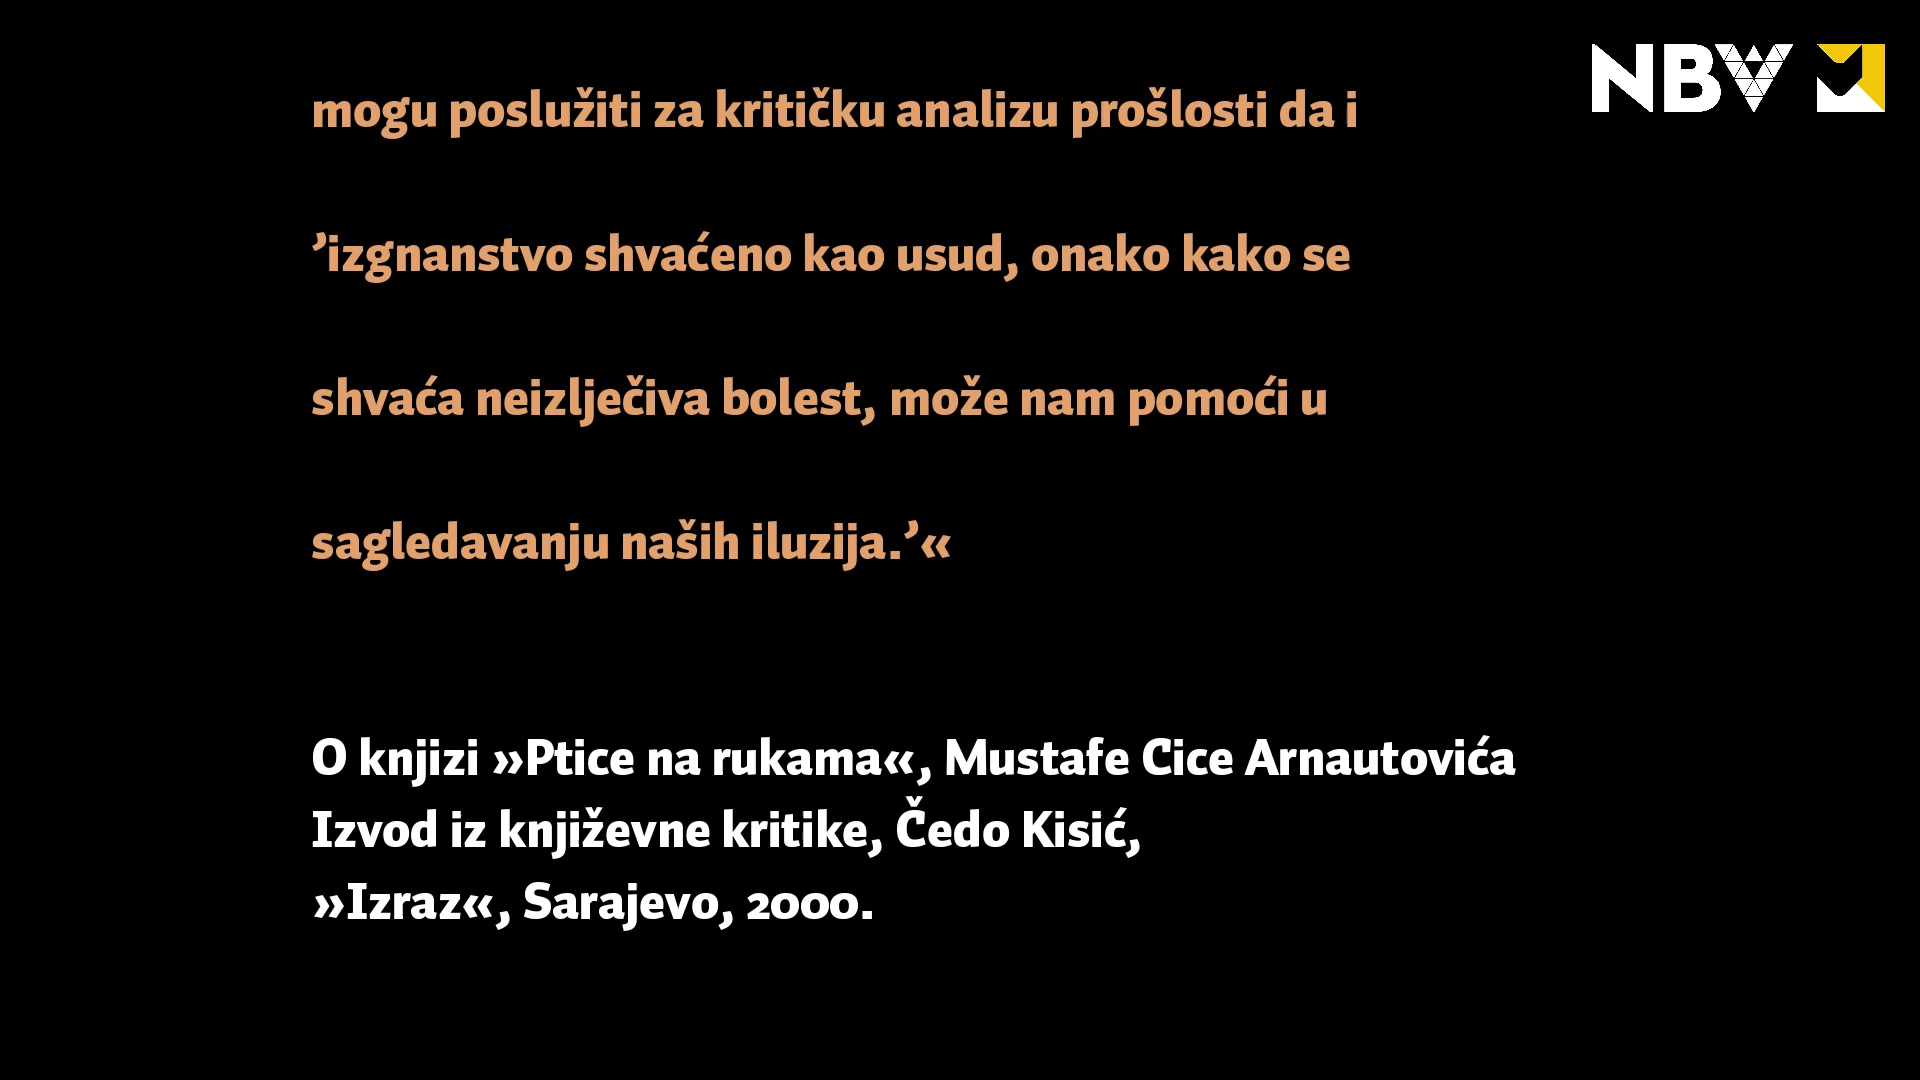 NBV
mogu poslužiti za kritičku analizu prošlosti da i
’izgnanstvo shvaćeno kao usud, onako kako se
shvaća neizlječiva bolest, može nam pomoći u
sagledavanju naših iluzija.’«
O knjizi »Ptice na rukama«, Mustafe Cice Arnautovića
Izvod iz književne kritike, Čedo Kisić,
»Izraz«, Sarajevo, 2000.